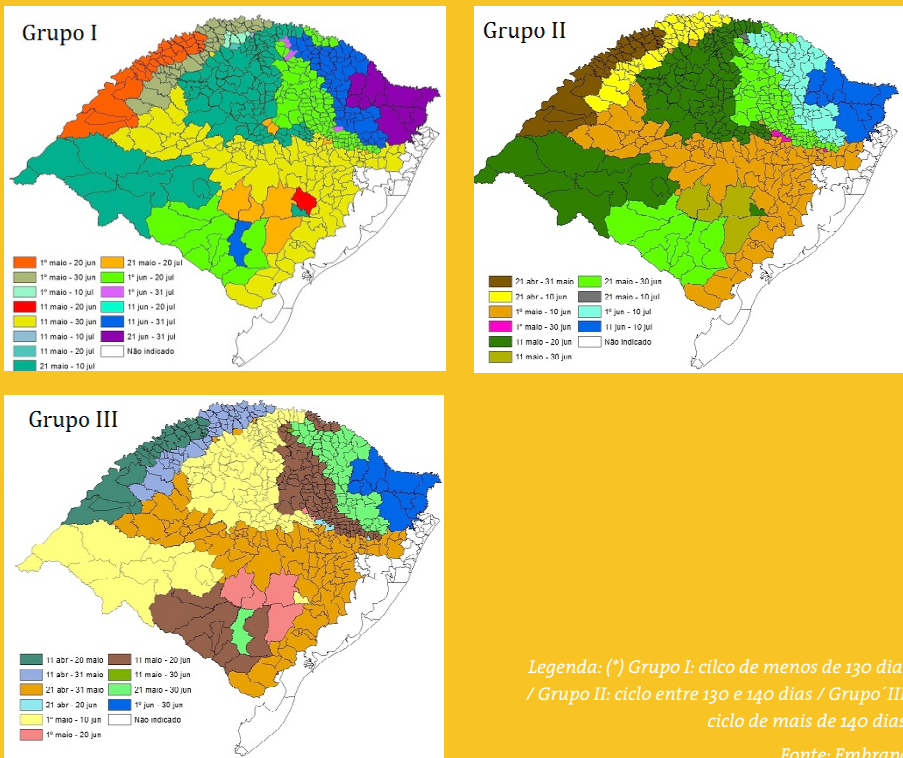 Grupo I
1º maio - 20 jun
1º maio - 30 jun
1º maio - 10 jul
11 maio - 20 jun
11 maio - 30 jun
11 maio - 10 jul
11 maio - 20 jul
21 maio - 10 jul
21 maio - 20 jul
1º jun - 20 jul
1º jun - 31 jul
11 jun - 20 jul
11 jun - 31 jul
21 jun - 31 jul
Não indicado
Grupo II
21 abr - 31 maio
21 abr - 10 jun
1º maio - 10 jun
1º maio - 30 jun
11 maio - 20 jun
11 maio - 30 jun
21 maio - 30 jun
21 maio - 10 jul
1º jun - 10 jul
11 jun - 10 jul
Não indicado
Grupo III
11 abr - 20 maio
11 abr - 31 maio
21 abr - 31 maio
21 abr - 20 jun
1º maio - 10 jun
1º maio - 20 jun
11 maio - 20 jun
11 maio - 30 jun
21 maio - 30 jun
1º jun - 30 jun
Não indicado
Legenda: (*) Grupo I: cilco de menos de 130 dias
/ Grupo II: ciclo entre 130 e 140 dias / Grupo´III
ciclo de mais de 140 dias
Fonte: Embrapa